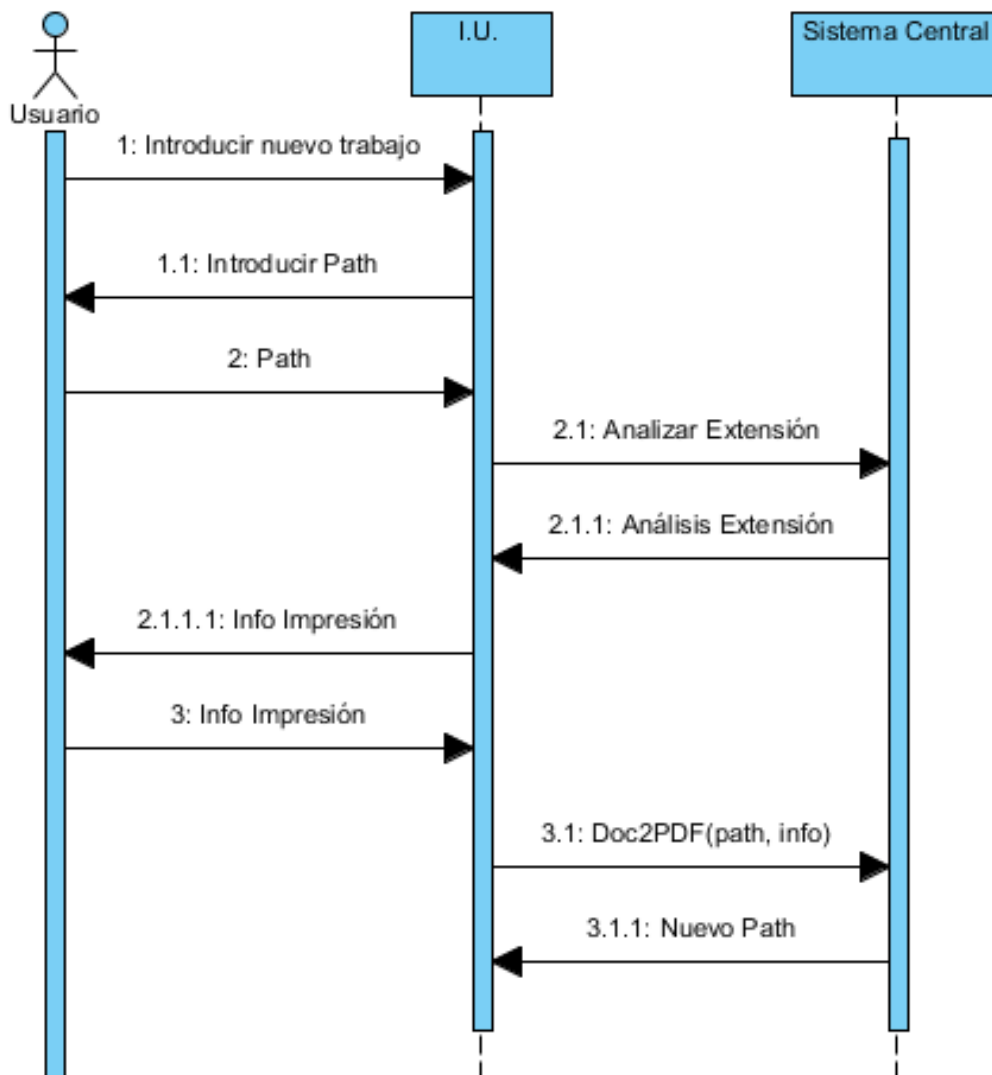 I.U.
Sistema Central
Usuario
1: Introducir nuevo trabajo
1.1: Introducir Path
2: Path
2.1: Analizar Extensión
2.1.1: Análisis Extensión
2.1.1.1: Info Impresión
3: Info Impresión
3.1: Doc2PDF(path, info)
3.1.1: Nuevo Path